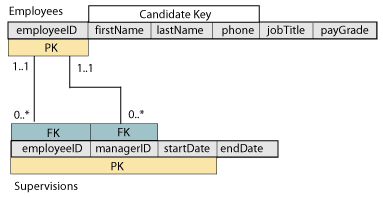 Employees
Candidate Key
employeeID firstName lastName phone jobTitle payGrade
PK
1..1 1..1
0..* 0..*
FK FK
employeeID managerID startDate endDate
PK
Supervisions